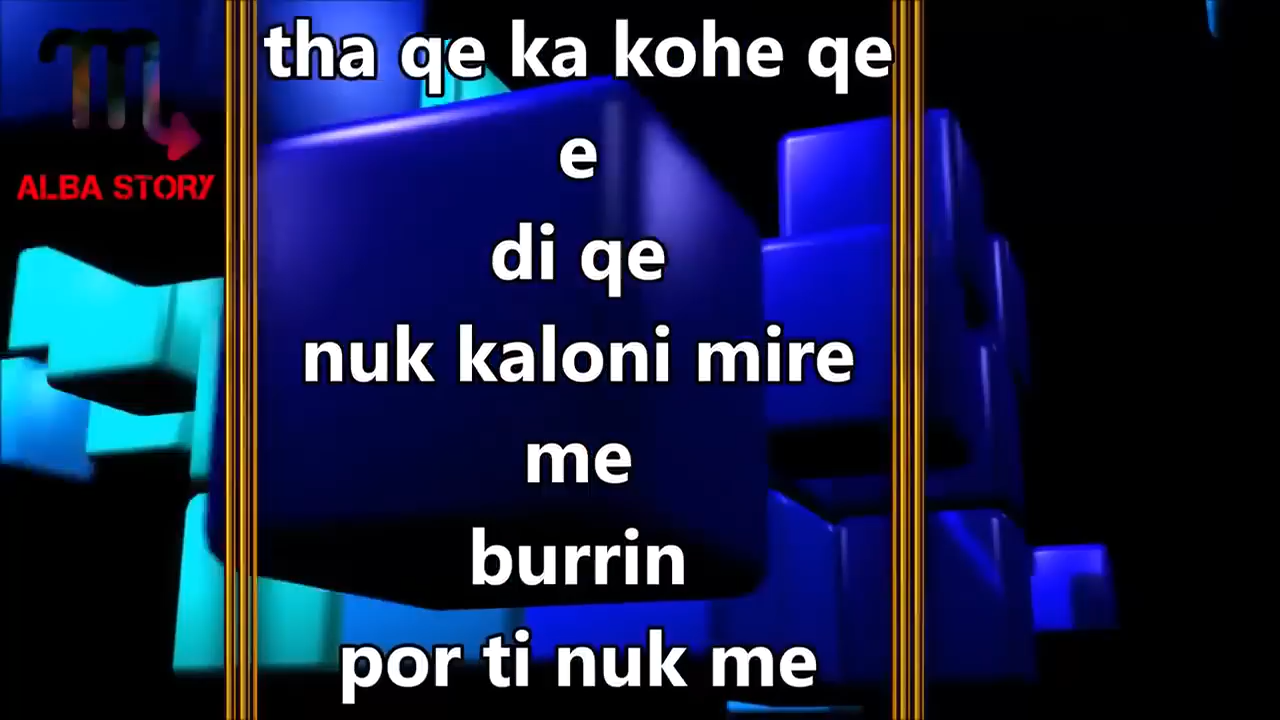 ALBA STORY
tha qe ka kohe qe
e
di qe
nuk kaloni mire
me
burrin
por ti nuk me